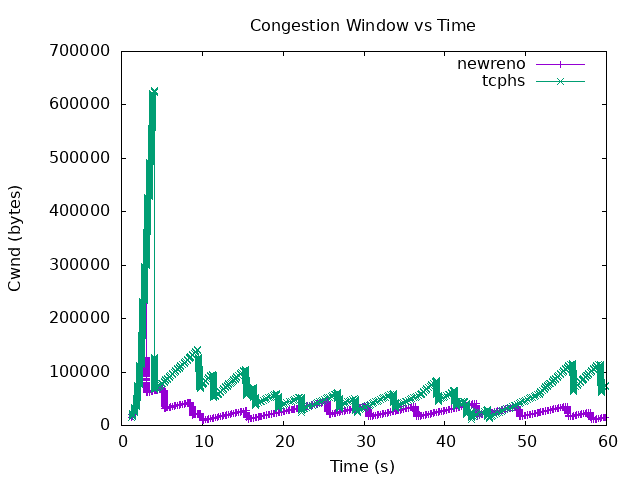 Congestion Window vs Time
newreno
tcphs
Cwnd (bytes)
700000
600000
500000
400000
300000
200000
100000
0
0 10 20 30 40 50 60
Time (s)